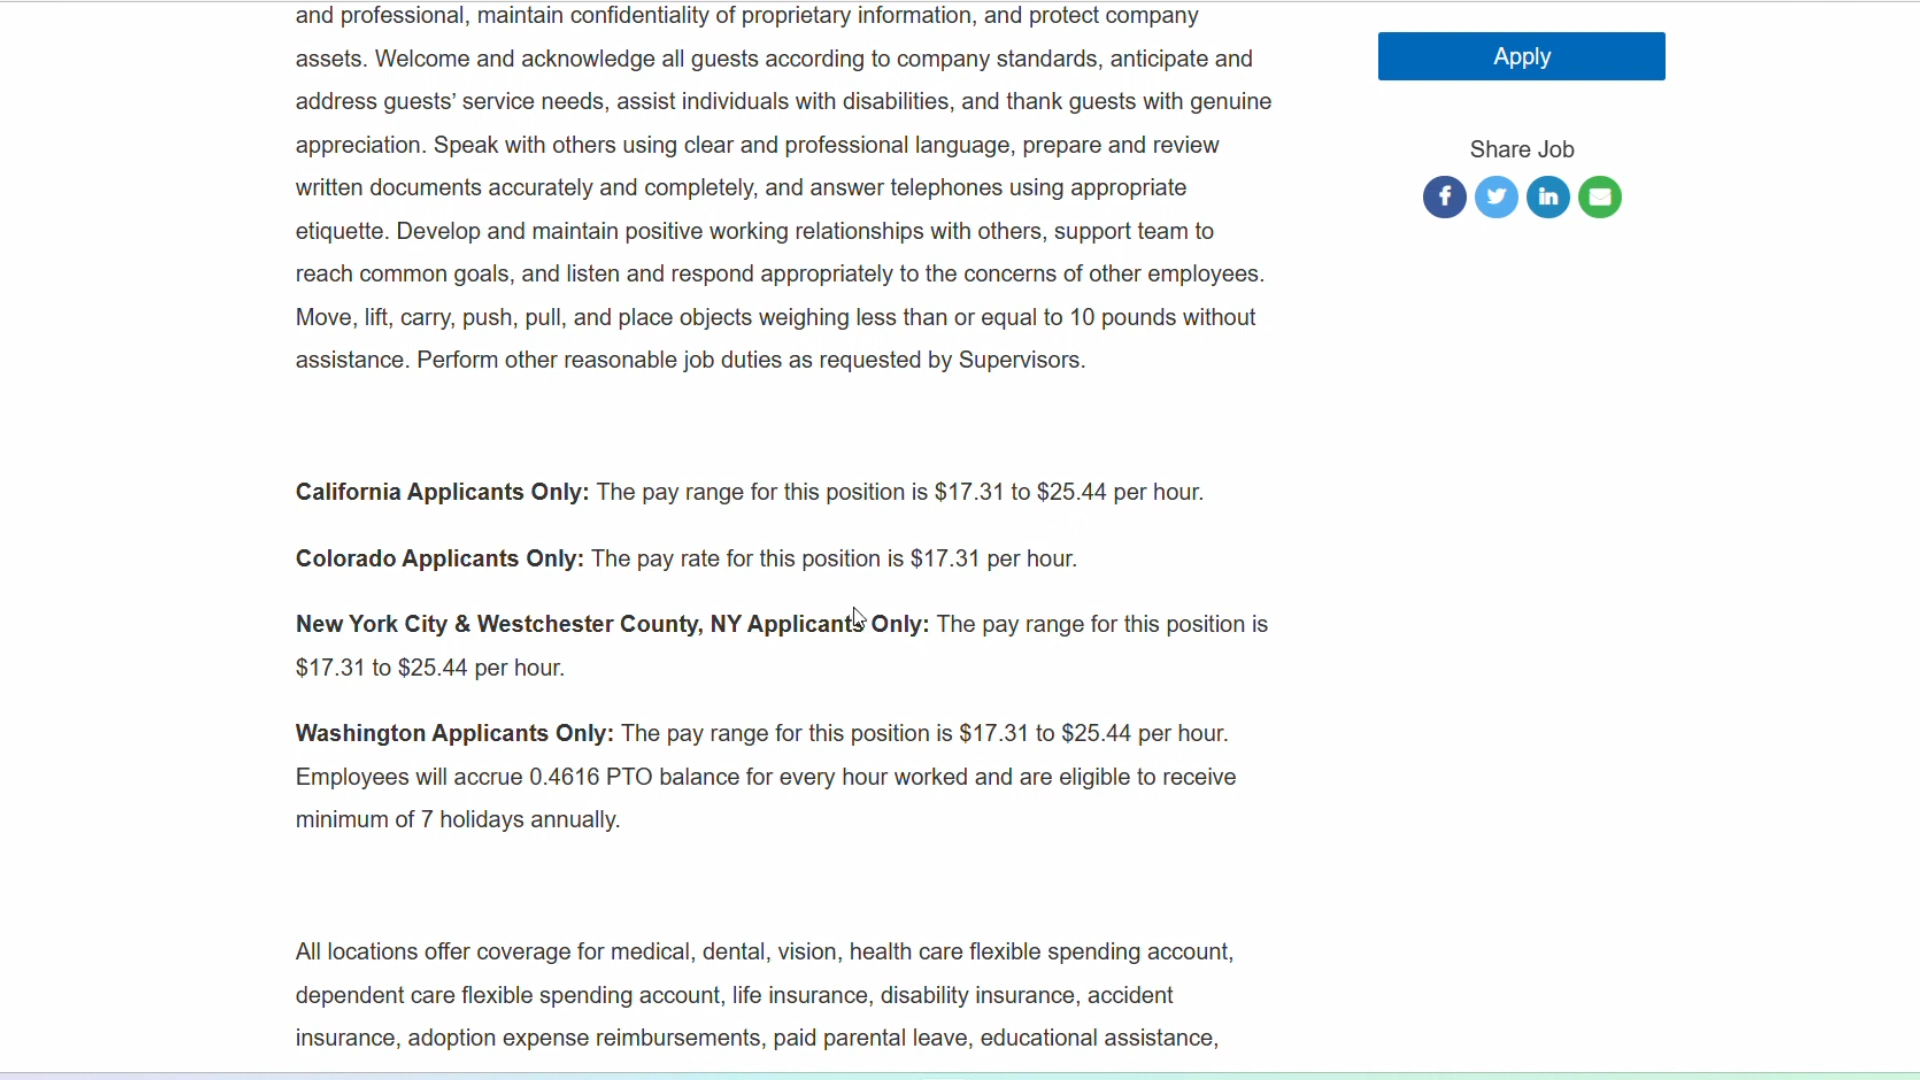 and professional, maintain confidentiality of proprietary information, and protect company
assets. Welcome and acknowledge all guests according to company standards, anticipate and
address guests’ service needs, assist individuals with disabilities, and thank guests with genuine
appreciation. Speak with others using clear and professional language, prepare and review
written documents accurately and completely, and answer telephones using appropriate
etiquette. Develop and maintain positive working relationships with others, support team to
reach common goals, and listen and respond appropriately to the concerns of other employees.
Move, lift, carry, push, pull, and place objects weighing less than or equal to 10 pounds without
assistance. Perform other reasonable job duties as requested by Supervisors.
California Applicants Only: The pay range for this position is $17.31 to $25.44 per hour.
Colorado Applicants Only: The pay rate for this position is $17.31 per hour.
New York City & Westchester County, NY Applicants Only: The pay range for this position is
$17.31 to $25.44 per hour.
Washington Applicants Only: The pay range for this position is $17.31 to $25.44 per hour.
Employees will accrue 0.4616 PTO balance for every hour worked and are eligible to receive
minimum of 7 holidays annually.
All locations offer coverage for medical, dental, vision, health care flexible spending account,
dependent care flexible spending account, life insurance, disability insurance, accident
insurance, adoption expense reimbursements, paid parental leave, educational assistance,
Apply
Share Job